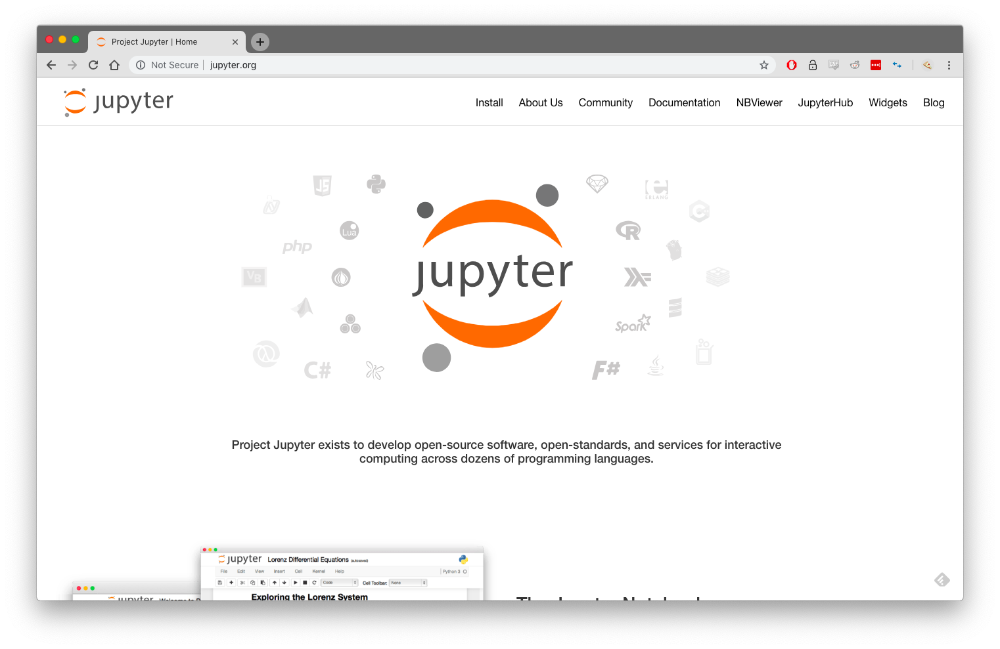 Project Jupyter | Home
Not Secure
jupyter.org
jupyter
Install
About Us
Community
Documentation
NBViewer
JupyterHub
Widgets
Blog
JS
ERLANG
Lua
R
php
VB
jupyter
Spark
C#
F#
Project Jupyter exists to develop open-source software, open-standards, and services for interactive
computing across dozens of programming languages.
jupyter Lorenz Differential Equations (autosaved)
File Edit View Insert Cell Kernel Help
Python 3
Code
Cell Toolbar: None
Exploring the Lorenz System
jupyter Welcome to